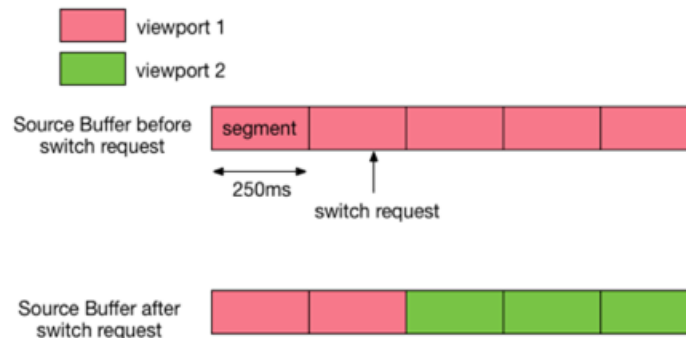 viewport 1
viewport 2
Source Buffer before
switch request
segment
250ms
switch request
Source Buffer after
switch request